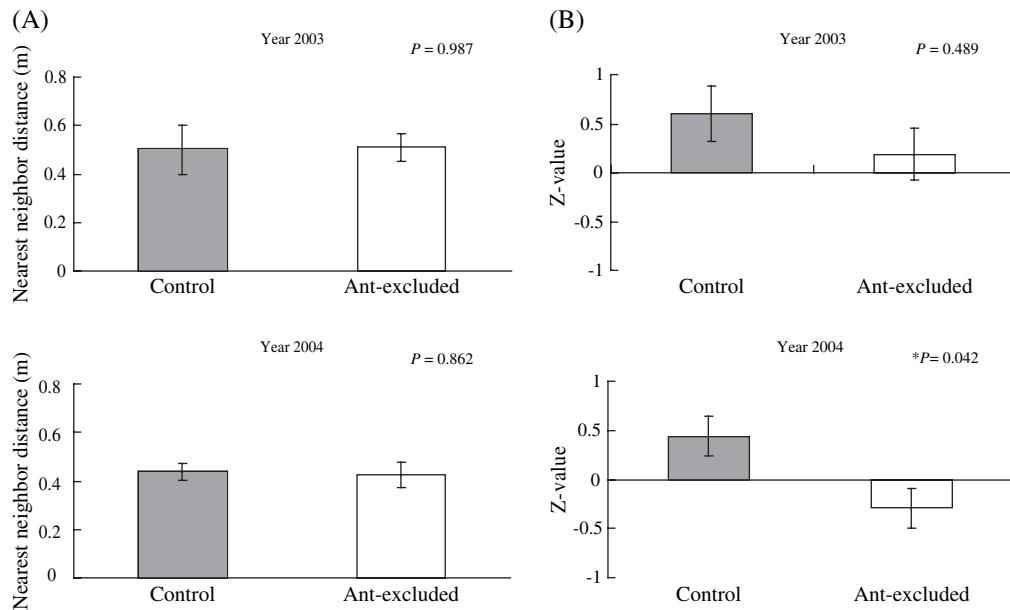 (A)
Year 2003
P = 0.987
Nearest neighbor distance (m)
0.8
0.6
0.4
0.2
0
Control
Ant-excluded
(B)
Year 2003
P = 0.489
Z-value
1
0.5
0
-0.5
-1
Control
Ant-excluded
Year 2004
P = 0.862
Nearest neighbor distance (m)
0.8
0.6
0.4
0.2
0
Control
Ant-excluded
Year 2004
*P= 0.042
Z-value
1
0.5
0
-0.5
-1
Control
Ant-excluded